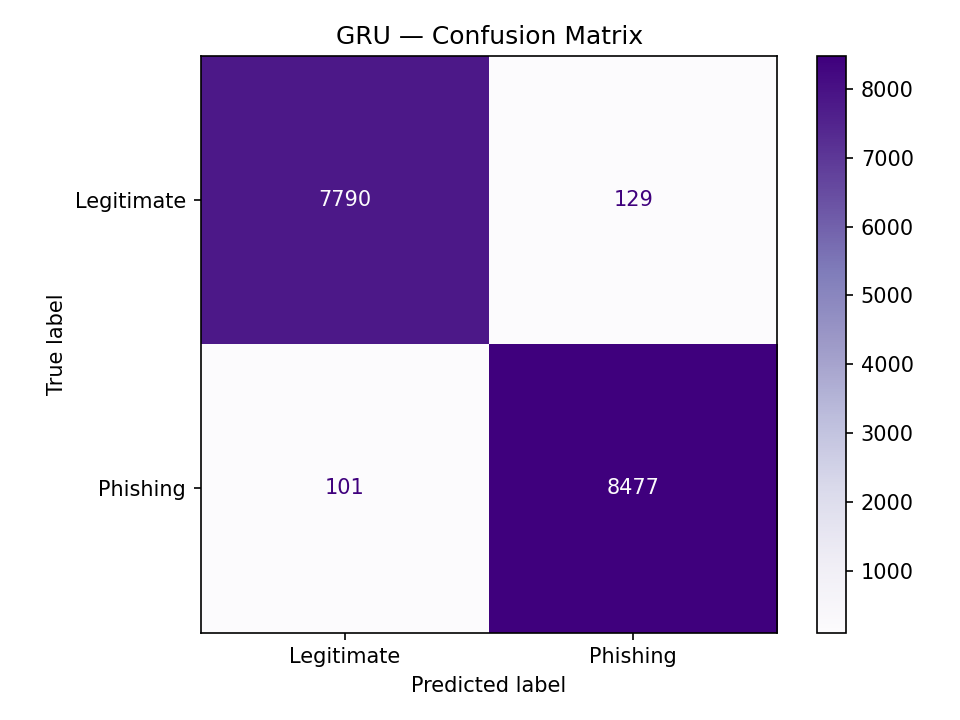 GRU — Confusion Matrix
Legitimate
Phishing
True label
7790
129
101
8477
Legitimate
Phishing
Predicted label
8000
7000
6000
5000
4000
3000
2000
1000